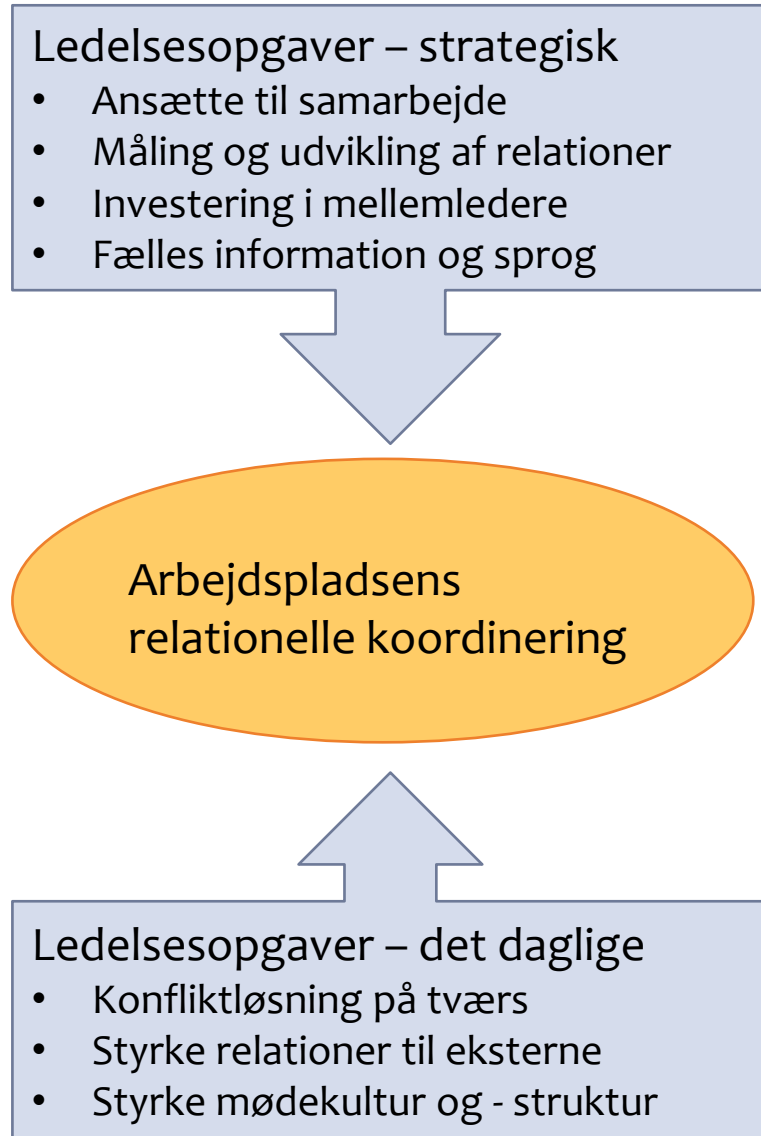 Ledelsesopgaver – strategisk
• Ansætte til samarbejde
• Måling og udvikling af relationer
• Investering i mellemledere
• Fælles information og sprog
Arbejdspladsens
relationelle koordinering
Ledelsesopgaver – det daglige
• Konfliktløsning på tværs
• Styrke relationer til eksterne
• Styrke mødekultur og - struktur